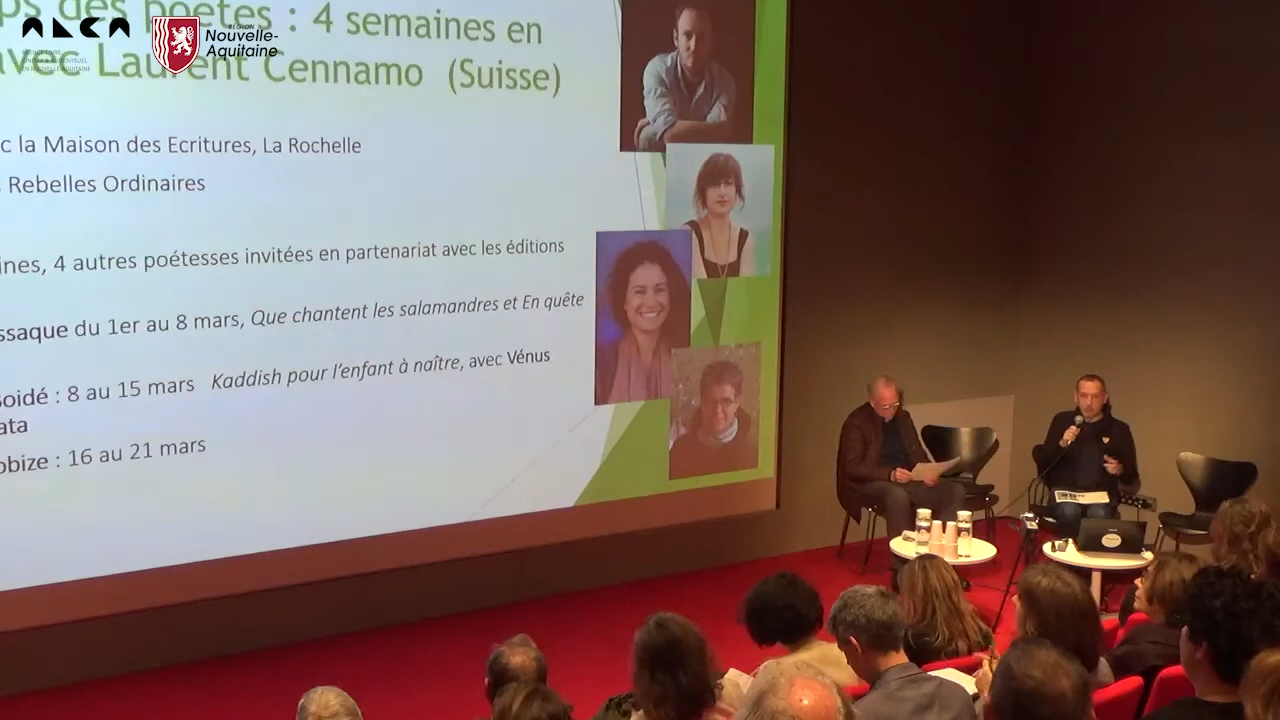 ps des poètes : 4 semaines en
avec Laurent Cennamo (Suisse)
ALCA
RÉGION
Nouvelle-
Aquitaine
c la Maison des Ecritures, La Rochelle
s Rebelles Ordinaires
ines, 4 autres poétesses invitées en partenariat avec les éditions
ssaque du 1er au 8 mars, Que chantent les salamandres et En quête
oidé : 8 au 15 mars Kaddish pour l'enfant à naître, avec Vénus
ata
obize : 16 au 21 mars